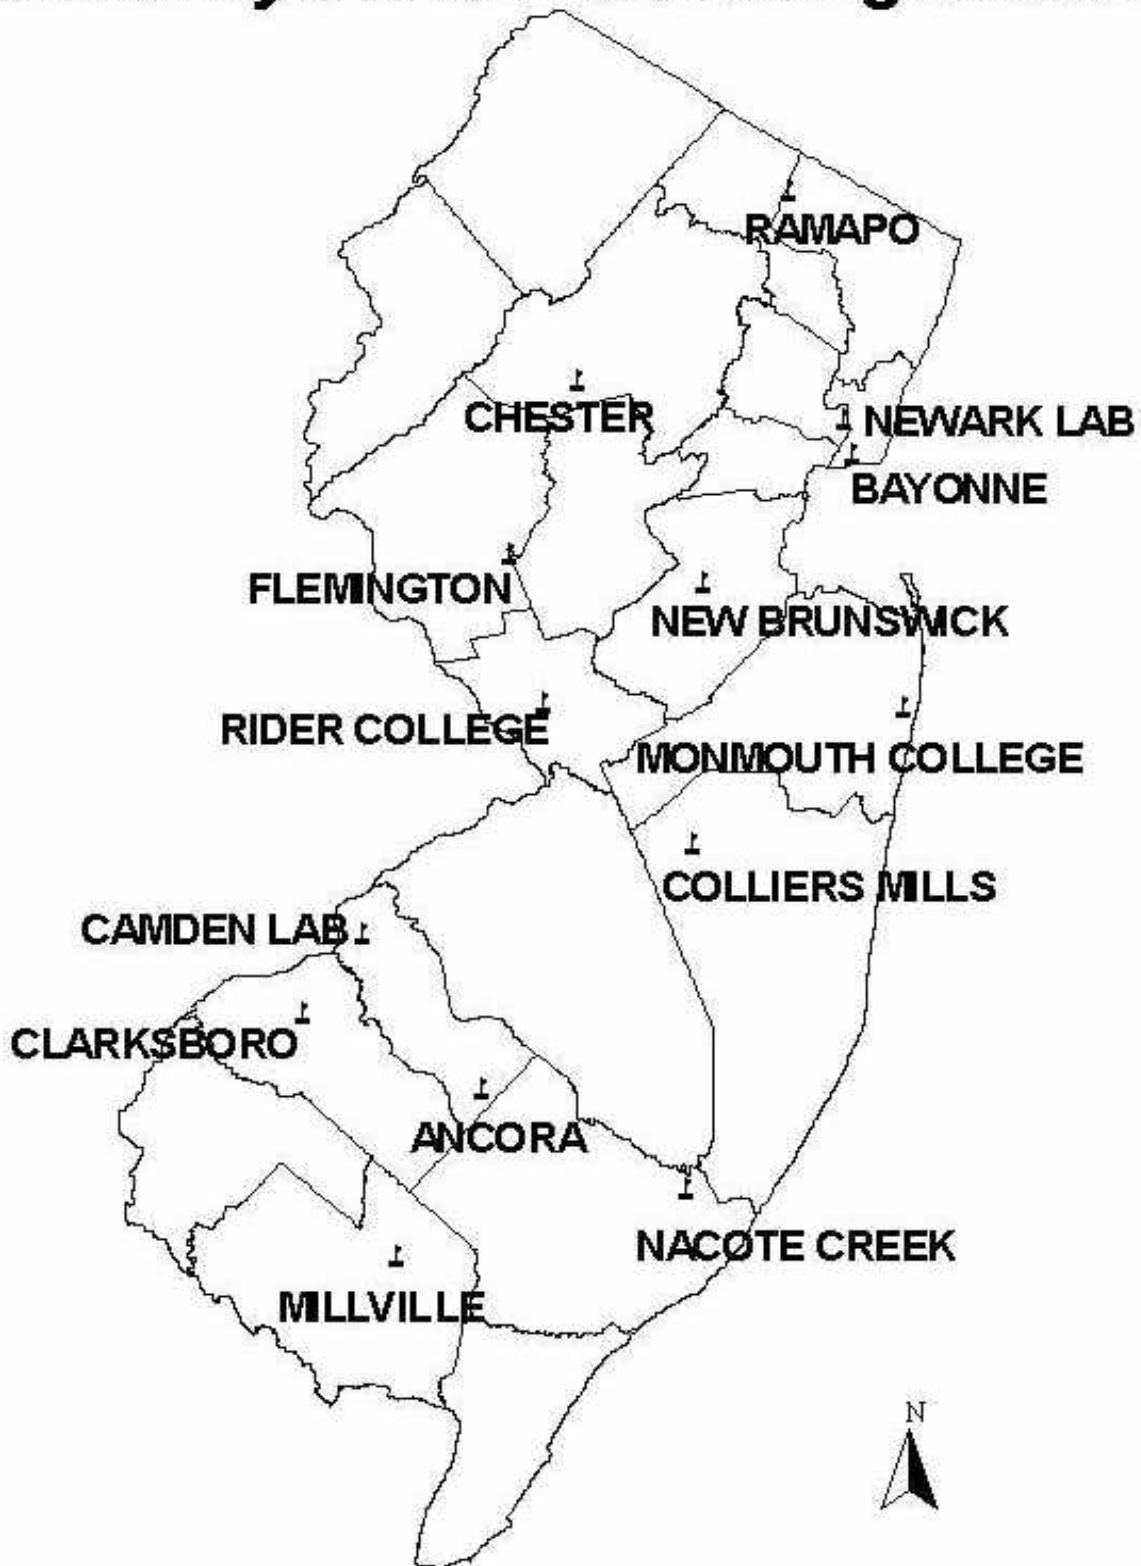 RAMAPO
CHESTER
NEWARK LAB
BAYONNE
FLEMINGTON
NEW BRUNSWICK
RIDER COLLEGE
MONMOUTH COLLEGE
COLLIERS MILLS
CAMDEN LAB
CLARKSBORO
ANCORA
NACOTE CREEK
MILLVILLE
N